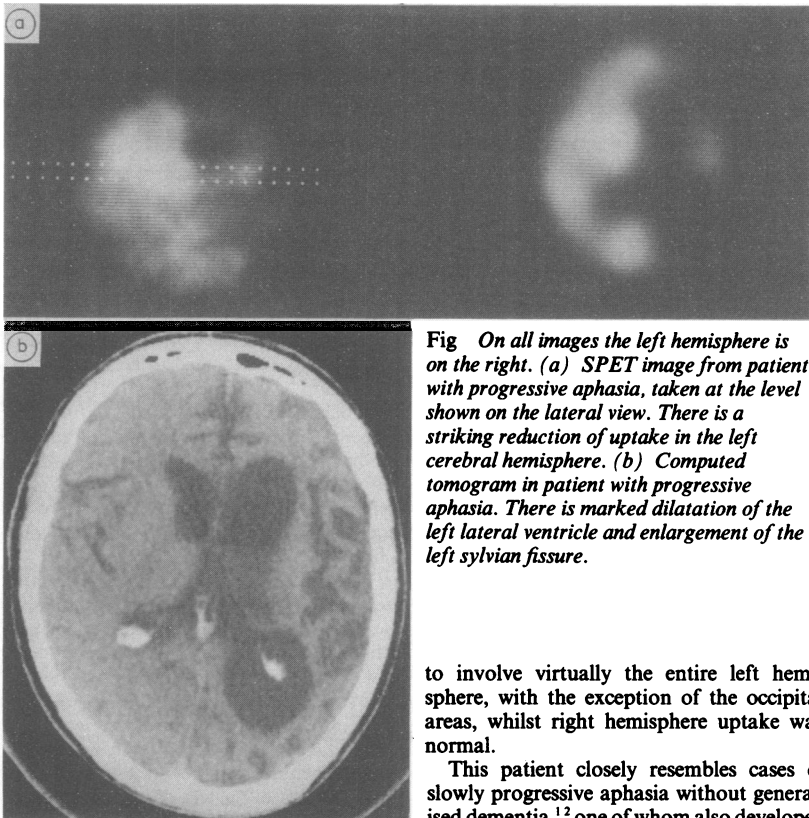 a
b
Fig On all images the left hemisphere is
on the right. (a) SPET image from patient
with progressive aphasia, taken at the level
shown on the lateral view. There is a
striking reduction of uptake in the left
cerebral hemisphere. (b) Computed
tomogram in patient with progressive
aphasia. There is marked dilatation of the
left lateral ventricle and enlargement of the
left sylvian fissure.
to involve virtually the entire left hem
sphere, with the exception of the occipita
areas, whilst right hemisphere uptake wa
normal.
This patient closely resembles cases o
slowly progressive aphasia without genera
ised dementia,¹² one of whom also develope